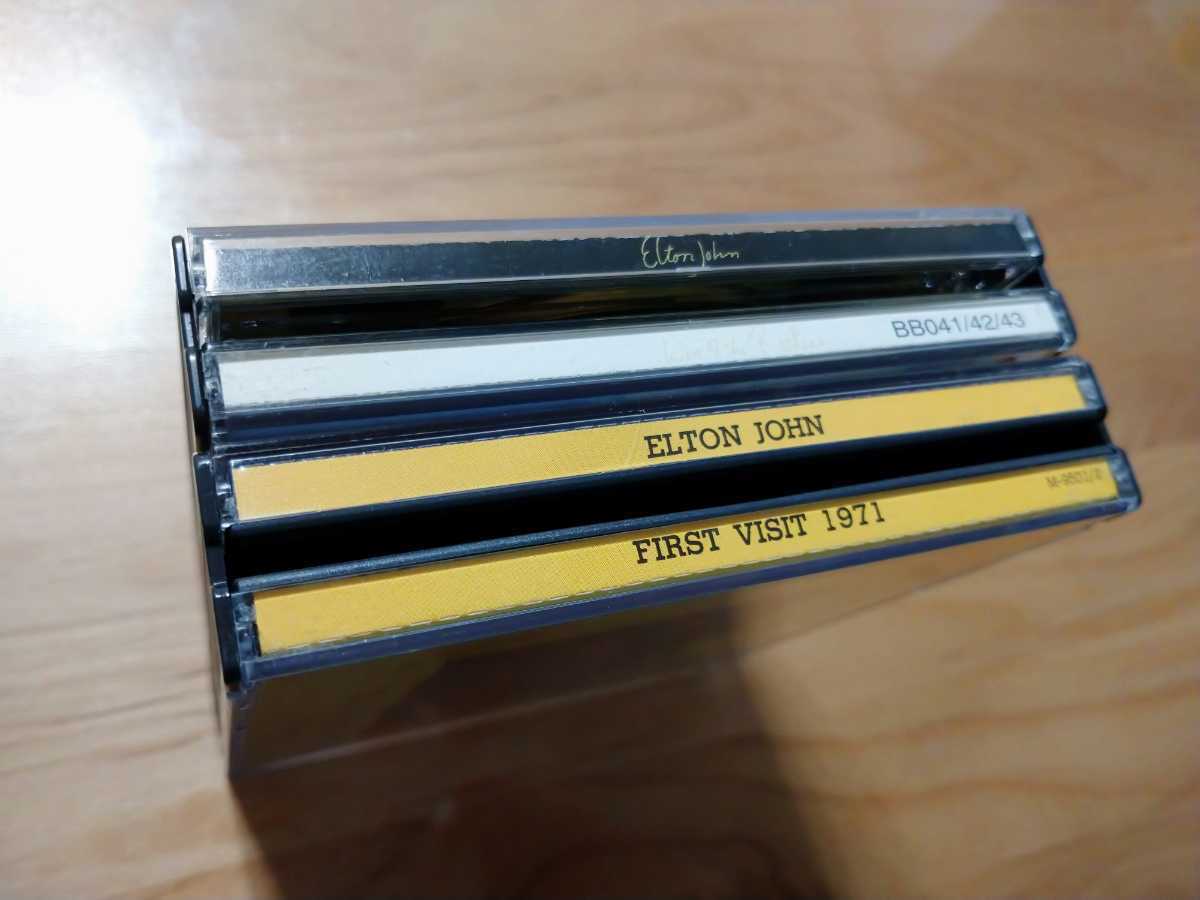 Elton John
BB041/42/43
ELTON JOHN
FIRST VISIT 1971